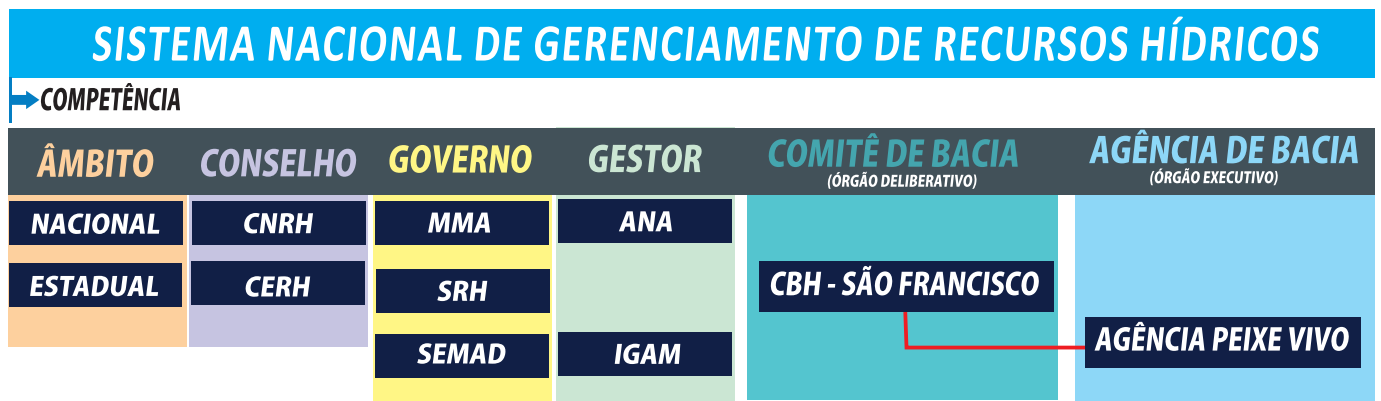 SISTEMA NACIONAL DE GERENCIAMENTO DE RECURSOS HÍDRICOS
COMPETÊNCIA
ÂMBITO CONSELHO GOVERNO GESTOR COMITÊ DE BACIA AGÊNCIA DE BACIA
(ÓRGÃO DELIBERATIVO) (ÓRGÃO EXECUTIVO)
NACIONAL CNRH MMA ANA
ESTADUAL CERH SRH CBH - SÃO FRANCISCO
SEMAD IGAM AGÊNCIA PEIXE VIVO